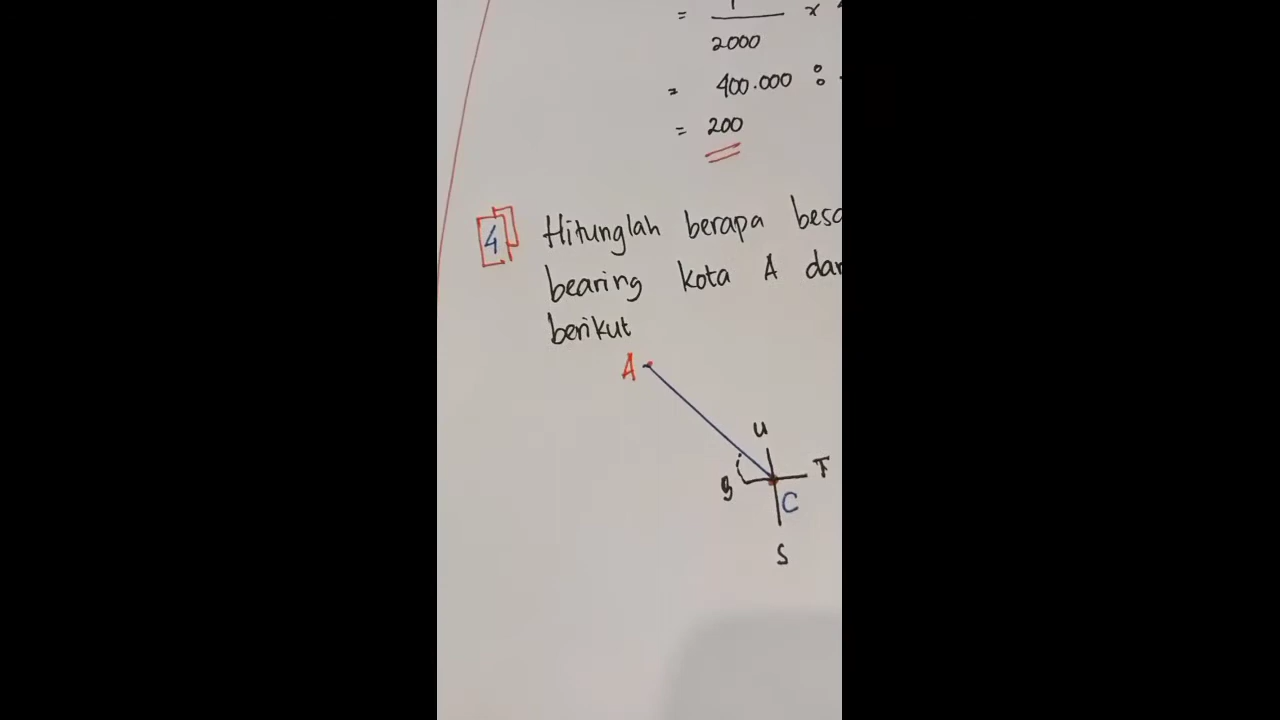 =
2000
= 400.000 :
= 200
4 Hitunglah berapa
bearing kota A
berikut
A
U
B T
C
S